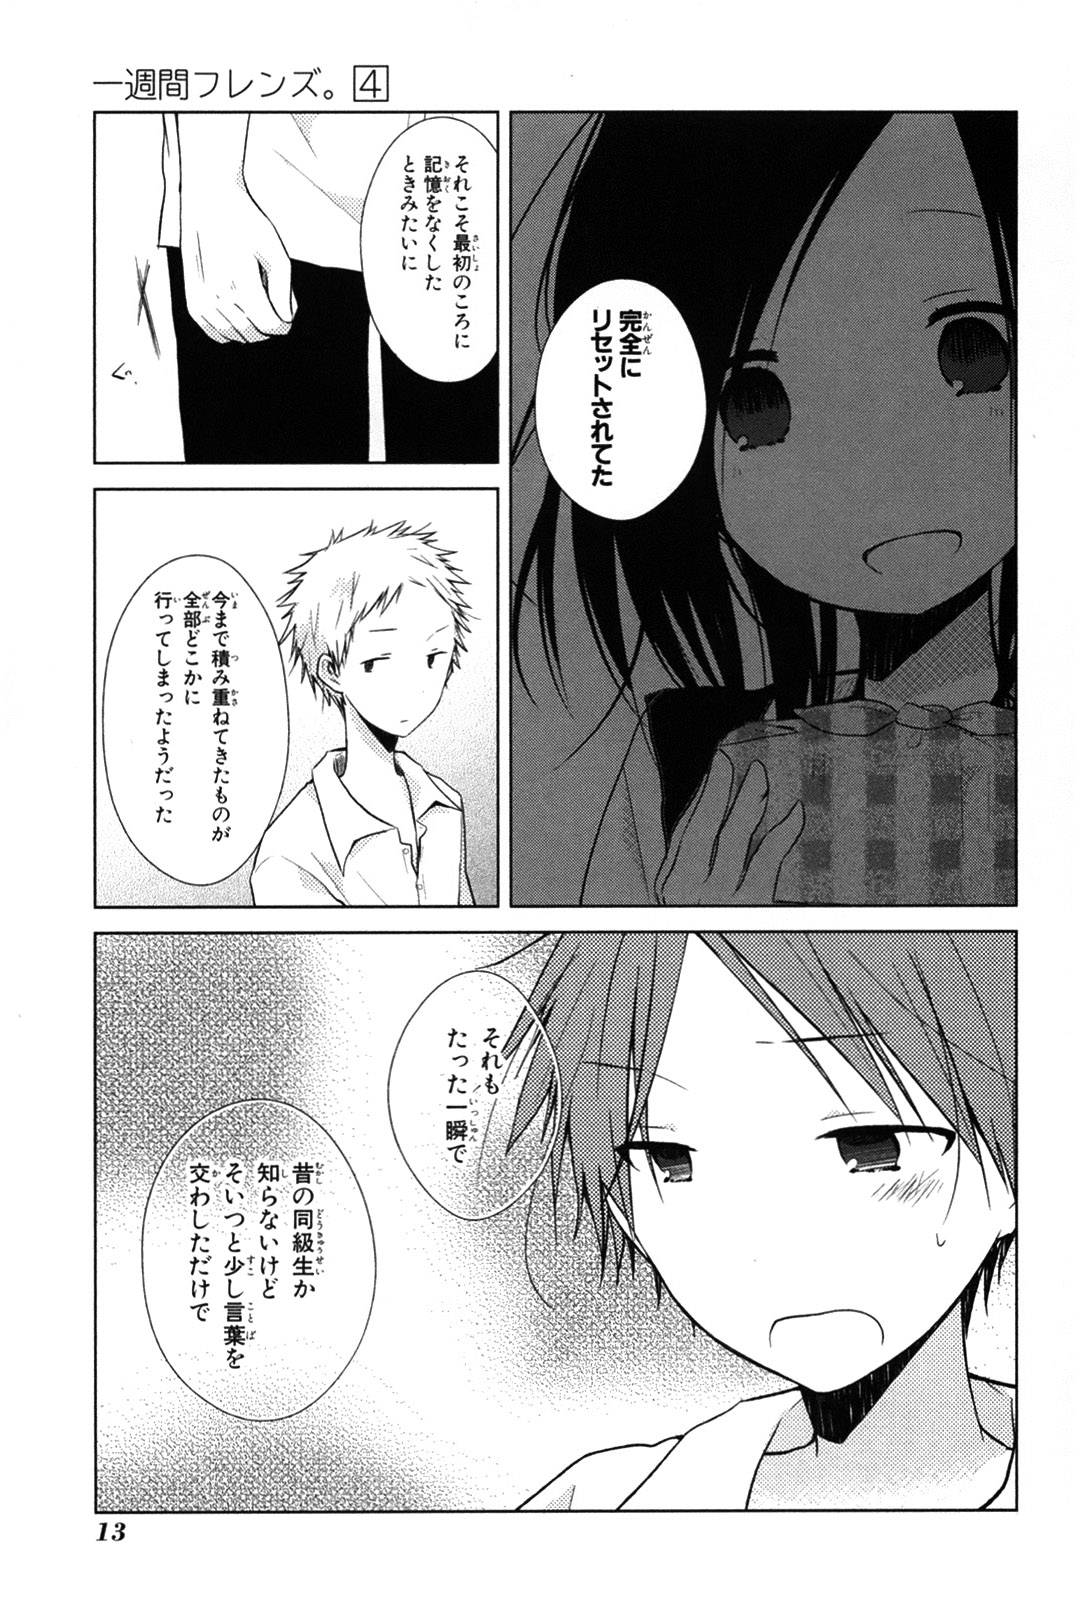 一週間フレンズ。4
完全に
リセットされてた
それこそ最初のころに
記憶をなくした
ときみたいに
今まで積み重ねてきたものが
全部どこかに
行ってしまったようだった
それも
たった一瞬で
昔の同級生か
知らないけど
そいつと少し言葉を
交わしただけで
13